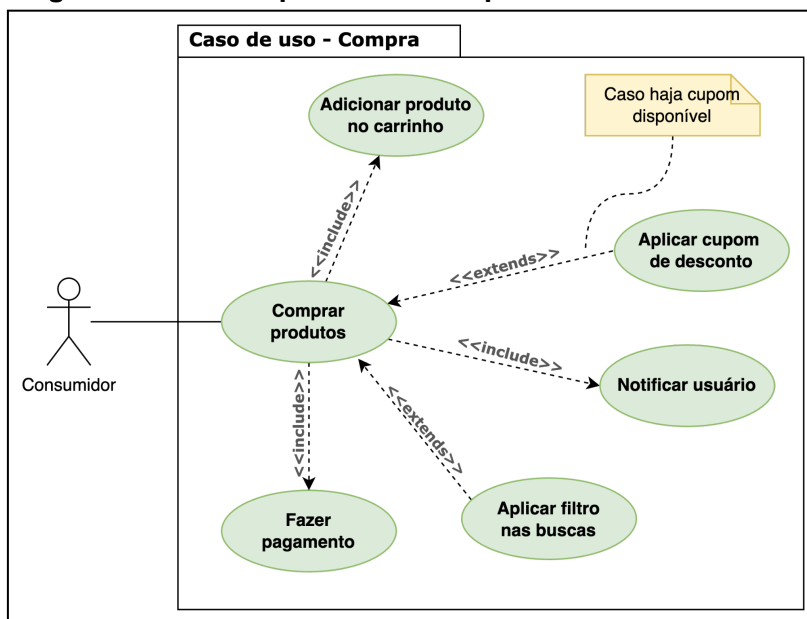 Caso de uso - Compra
Adicionar produto
no carrinho
Caso haja cupom
disponível
<<include>>
Aplicar cupom
de desconto
<<extends>>
Comprar
produtos
Consumidor
<<include>>
Notificar usuário
<<include>>
<<extends>>
Fazer
pagamento
Aplicar filtro
nas buscas